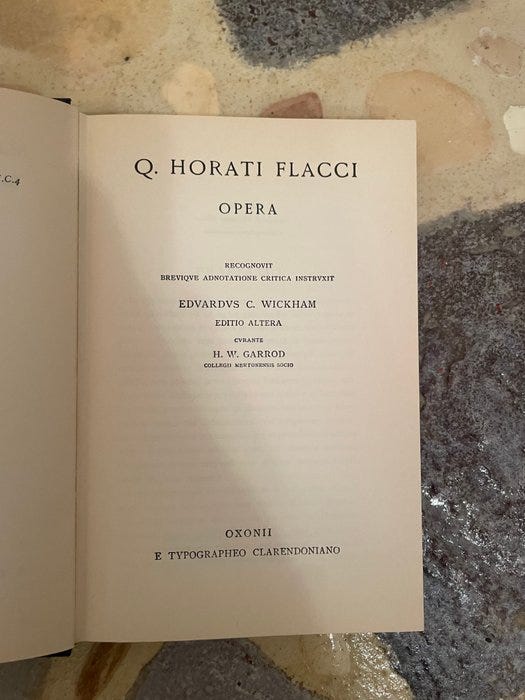 Q. HORATI FLACCI
OPERA
RECOGNOVIT
BREVIQVE ADNOTATIONE CRITICA INSTRVXIT
EDVARDVS C. WICKHAM
EDITIO ALTERA
CVRANTE
H. W. GARROD
COLLEGII MERTONENSIS SOCIO
OXONII
E TYPOGRAPHEO CLARENDONIANO